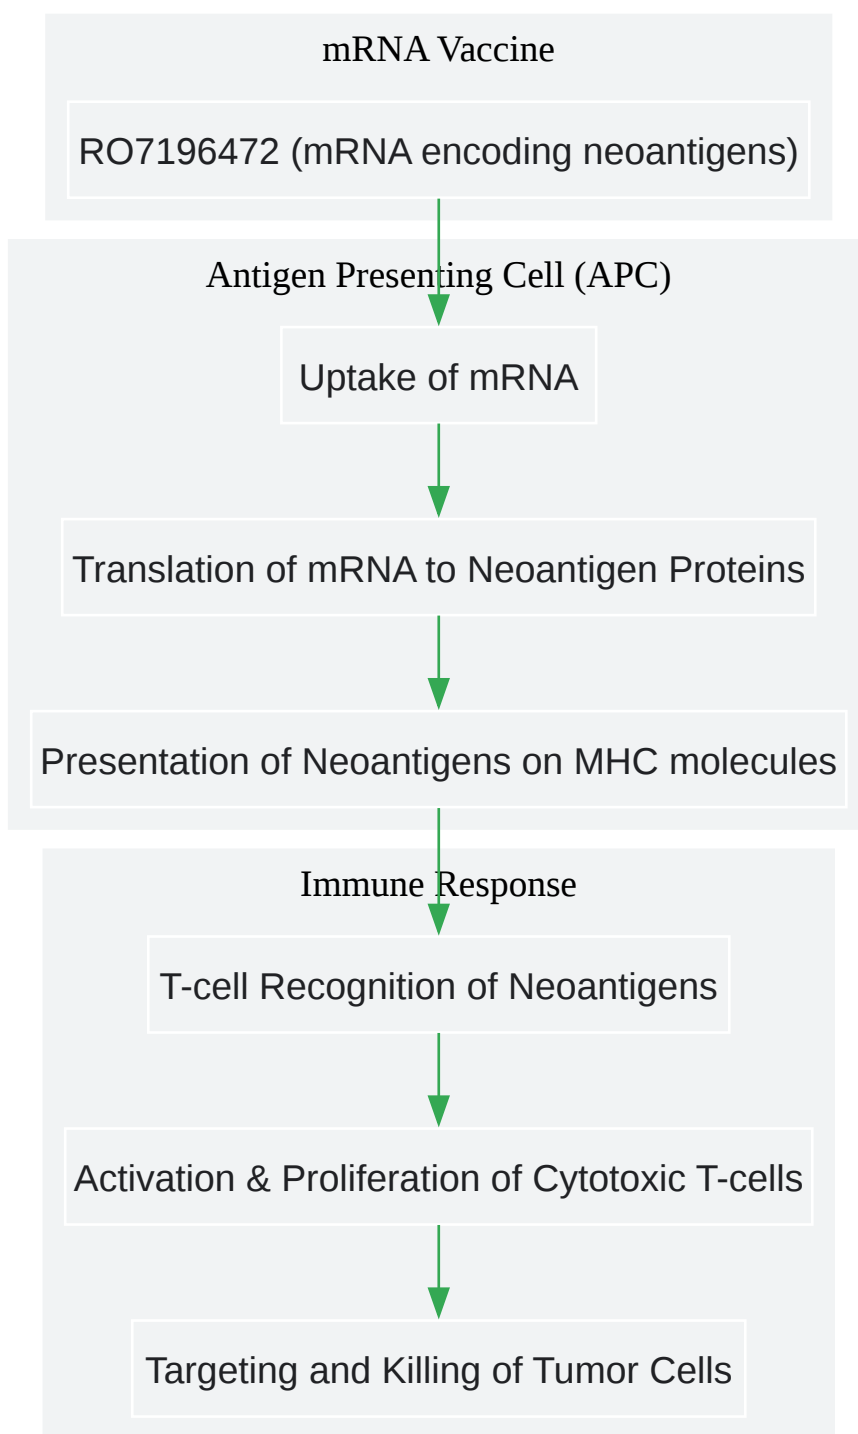 mRNA Vaccine
RO7196472 (mRNA encoding neoantigens)
Antigen Presenting Cell (APC)
Uptake of mRNA
Translation of mRNA to Neoantigen Proteins
Presentation of Neoantigens on MHC molecules
Immune Response
T-cell Recognition of Neoantigens
Activation & Proliferation of Cytotoxic T-cells
Targeting and Killing of Tumor Cells